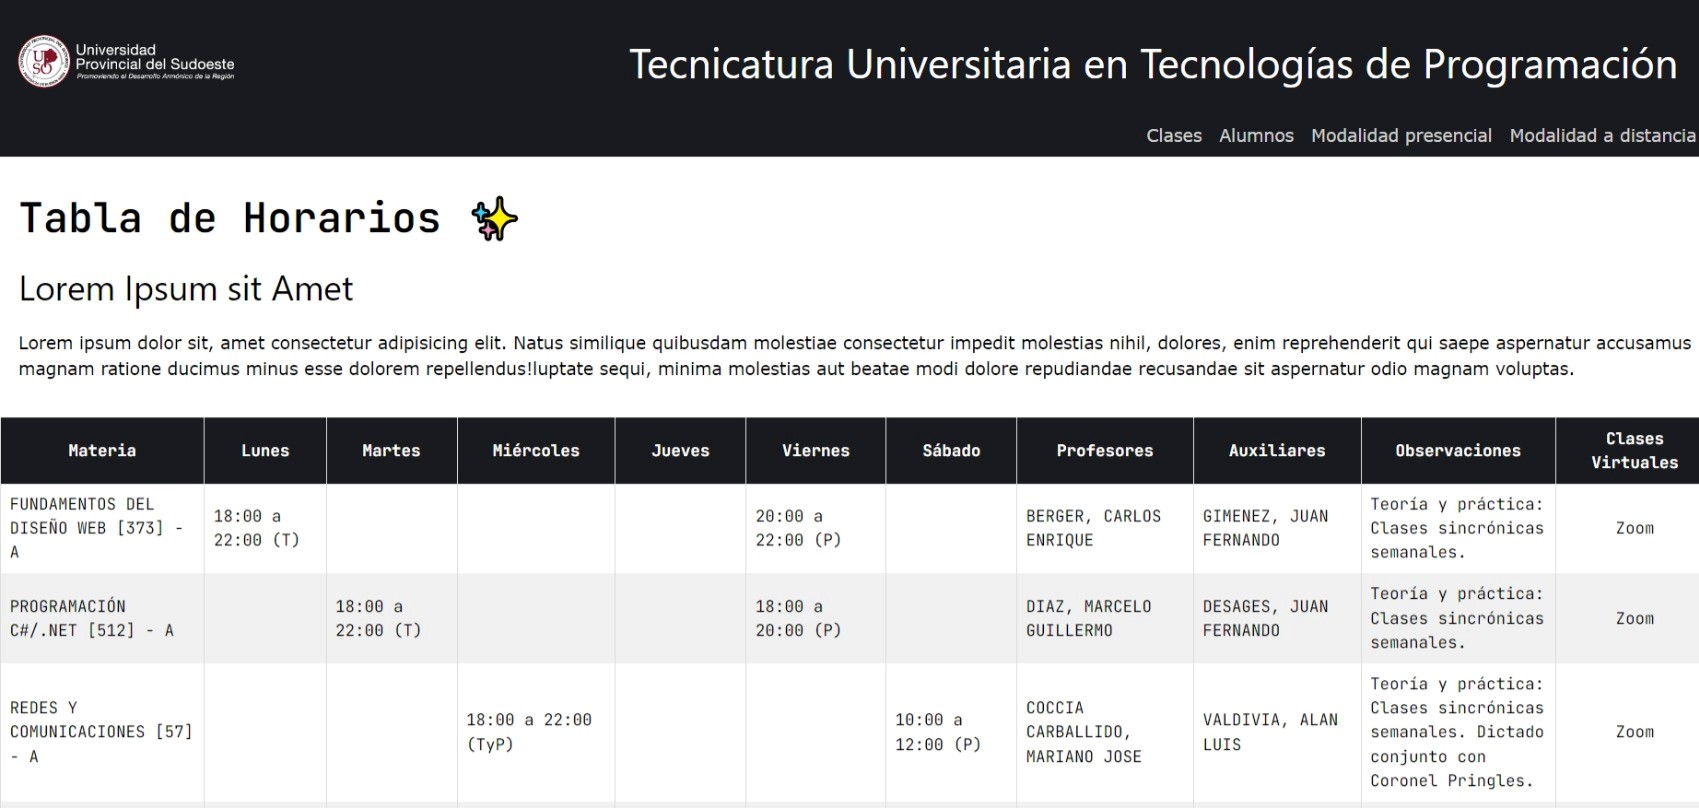 Universidad
Provincial del Sudoeste
Promoviendo el Desarrollo Armónico de la Región
UPSO
Tecnicatura Universitaria en Tecnologías de Programación
Clases Alumnos Modalidad presencial Modalidad a distancia
Tabla de Horarios
Lorem Ipsum sit Amet
Lorem ipsum dolor sit, amet consectetur adipisicing elit. Natus similique quibusdam molestiae consectetur impedit molestias nihil, dolores, enim reprehenderit qui saepe aspernatur accusamus
magnam ratione ducimus minus esse dolorem repellendus!luptate sequi, minima molestias aut beatae modi dolore repudiandae recusandae sit aspernatur odio magnam voluptas.
Materia
Lunes
Martes
Miércoles
Jueves
Viernes
Sábado
Profesores
Auxiliares
Observaciones
Clases
Virtuales
FUNDAMENTOS DEL
DISEÑO WEB [373] -
A
18:00 a
22:00 (T)
20:00 a
22:00 (P)
BERGER, CARLOS
ENRIQUE
GIMENEZ, JUAN
FERNANDO
Teoría y práctica:
Clases sincrónicas
semanales.
Zoom
PROGRAMACIÓN
C#/.NET [512] - A
18:00 a
22:00 (T)
18:00 a
20:00 (P)
DIAZ, MARCELO
GUILLERMO
DESAGES, JUAN
FERNANDO
Teoría y práctica:
Clases sincrónicas
semanales.
Zoom
REDES Y
COMUNICACIONES [57]
- A
18:00 a 22:00
(TyP)
10:00 a
12:00 (P)
COCCIA
CARBALLIDO,
MARIANO JOSE
VALDIVIA, ALAN
LUIS
Teoría y práctica:
Clases sincrónicas
semanales. Dictado
conjunto con
Coronel Pringles.
Zoom